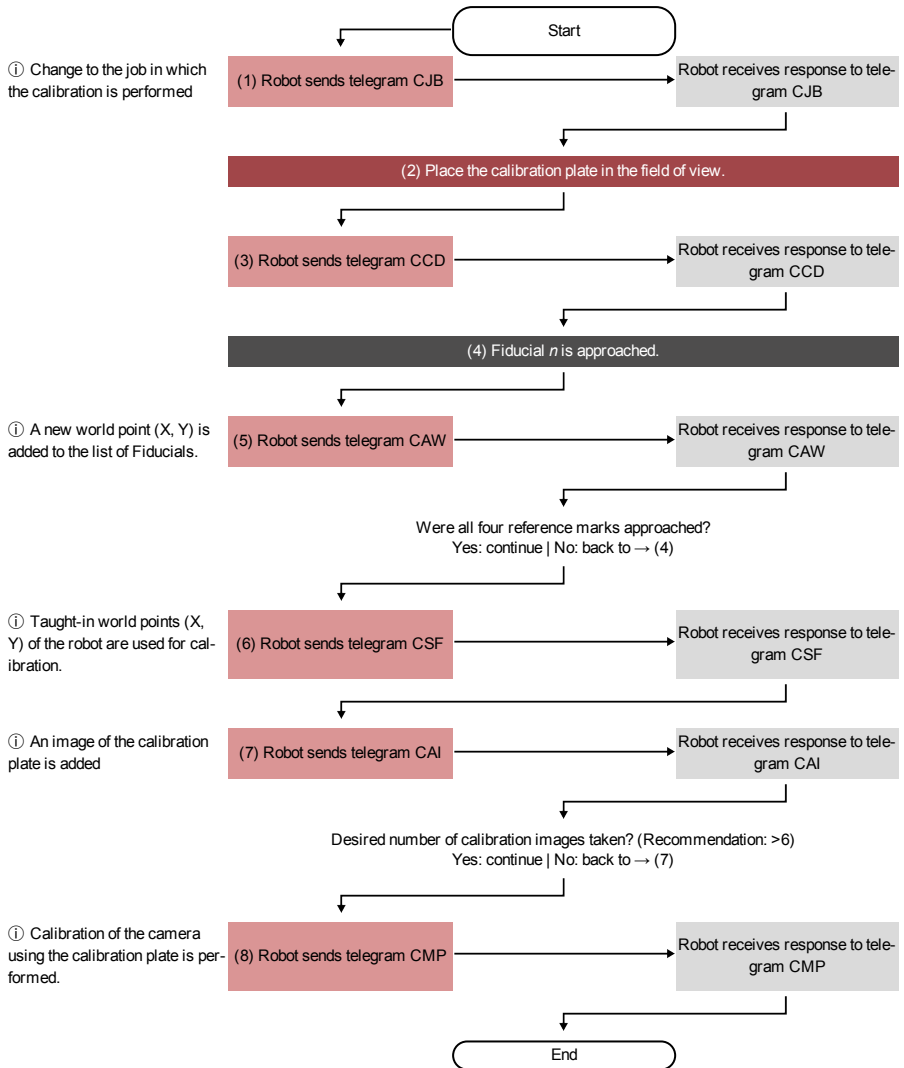 Start
ⓘ Change to the job in which
the calibration is performed
(1) Robot sends telegram CJB
Robot receives response to tele-
gram CJB
(2) Place the calibration plate in the field of view.
(3) Robot sends telegram CCD
Robot receives response to tele-
gram CCD
(4) Fiducial n is approached.
ⓘ A new world point (X, Y) is
added to the list of Fiducials.
(5) Robot sends telegram CAW
Robot receives response to tele-
gram CAW
Were all four reference marks approached?
Yes: continue | No: back to → (4)
ⓘ Taught-in world points (X,
Y) of the robot are used for cal-
ibration.
(6) Robot sends telegram CSF
Robot receives response to tele-
gram CSF
ⓘ An image of the calibration
plate is added
(7) Robot sends telegram CAI
Robot receives response to tele-
gram CAI
Desired number of calibration images taken? (Recommendation: >6)
Yes: continue | No: back to → (7)
ⓘ Calibration of the camera
using the calibration plate is per-
formed.
(8) Robot sends telegram CMP
Robot receives response to tele-
gram CMP
End